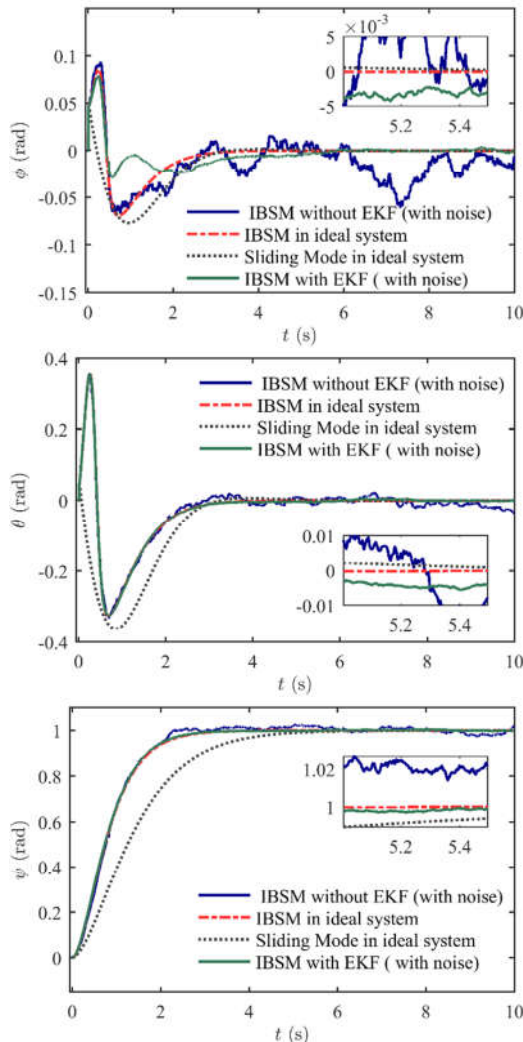 ×10⁻³
0.1
5
0
0.05
-5
5.2 5.4
ϕ (rad)
0
-0.05
IBSM without EKF (with noise)
IBSM in ideal system
-0.1
Sliding Mode in ideal system
IBSM with EKF ( with noise)
-0.15
0 2 4 6 8 10
t (s)
0.4
IBSM without EKF (with noise)
IBSM in ideal system
0.2
Sliding Mode in ideal system
IBSM with EKF ( with noise)
θ (rad)
0
0.01
0
-0.2
-0.01
5.2 5.4
-0.4
0 2 4 6 8 10
t (s)
1
0.8
1.02
1
0.6
5.2 5.4
ψ (rad)
0.4
IBSM without EKF (with noise)
0.2
IBSM in ideal system
Sliding Mode in ideal system
0
IBSM with EKF ( with noise)
0 2 4 6 8 10
t (s)